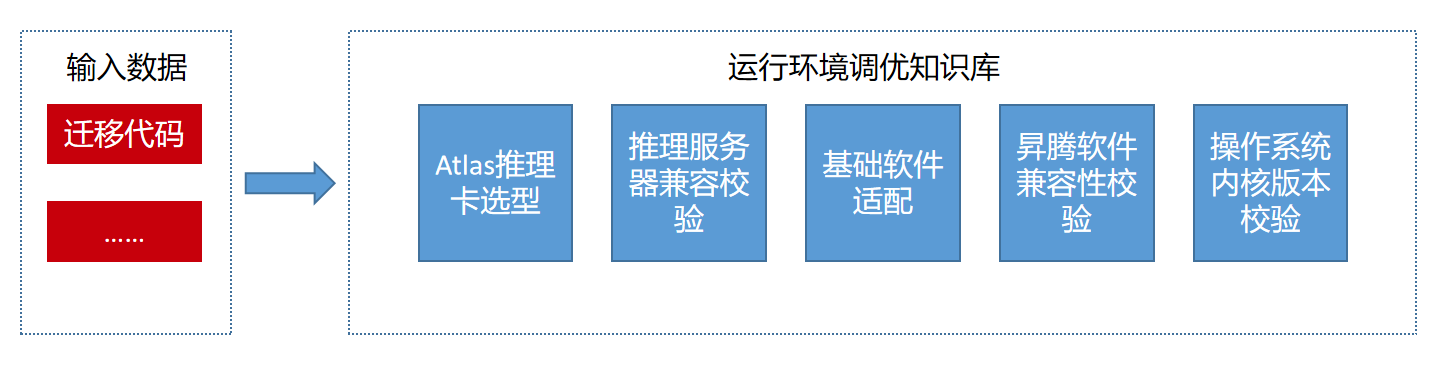 输入数据
迁移代码
......
运行环境调优知识库
Atlas推理
卡选型
推理服务
器兼容校
验
基础软件
适配
昇腾软件
兼容性校
验
操作系统
内核版本
校验